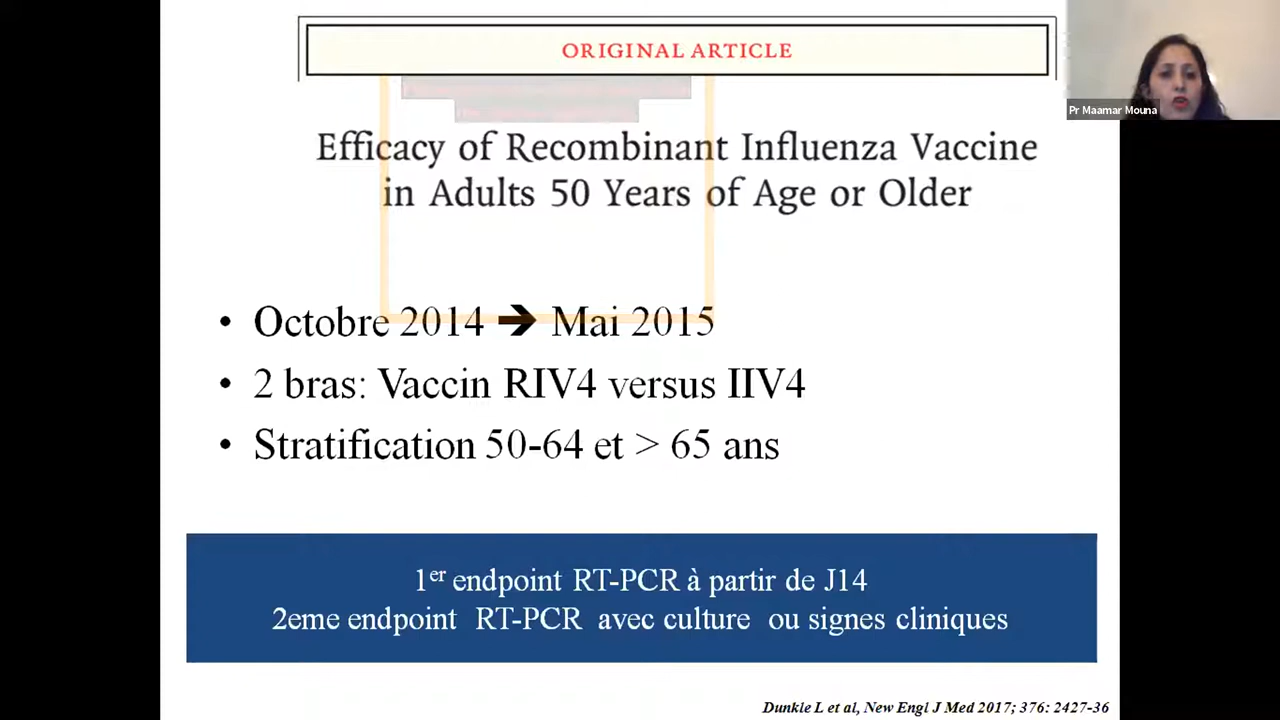 ORIGINAL ARTICLE
Pr Maamar Mouna
Efficacy of Recombinant Influenza Vaccine
in Adults 50 Years of Age or Older
• Octobre 2014 ➔ Mai 2015
• 2 bras: Vaccin RIV4 versus IIV4
• Stratification 50-64 et > 65 ans
1er endpoint RT-PCR à partir de J14
2eme endpoint RT-PCR avec culture ou signes cliniques
Dunkle L et al, New Engl J Med 2017; 376: 2427-36